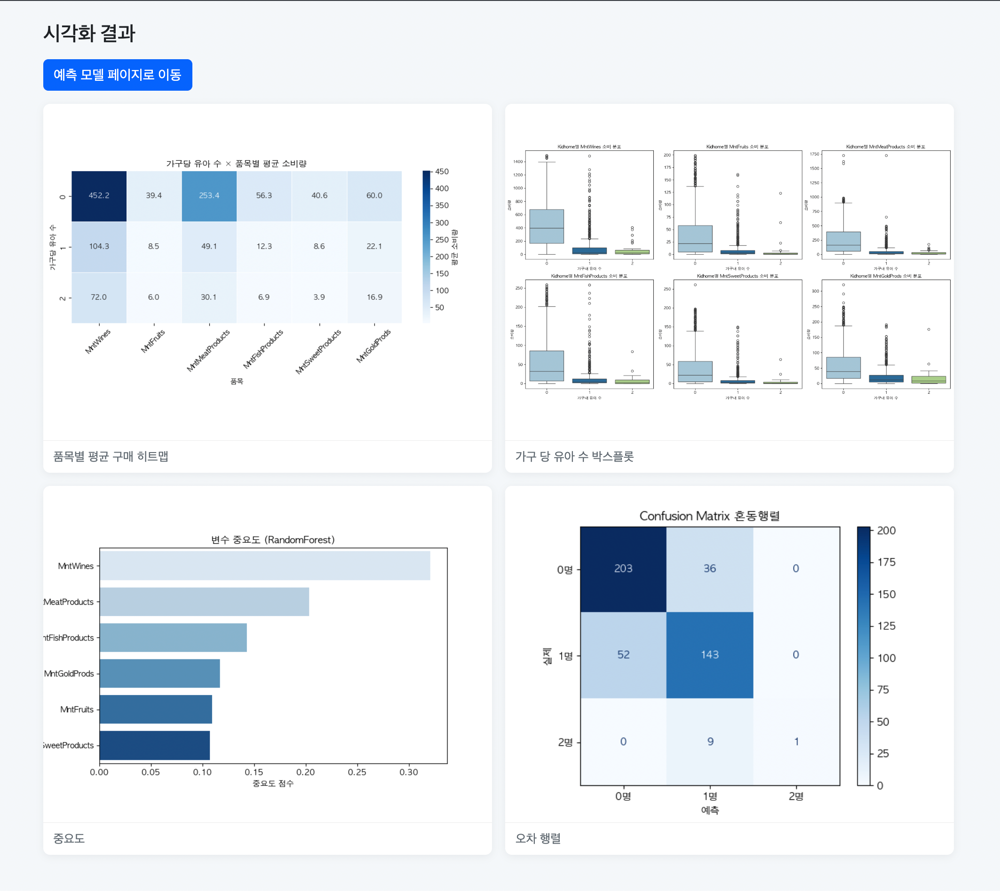 시각화 결과
예측 모델 페이지로 이동
가구당 유아 수 × 품목별 평균 소비량
가구당 유아 수
0
452.2 39.4 253.4 56.3 40.6 60.0
1
104.3 8.5 49.1 12.3 8.6 22.1
2
72.0 6.0 30.1 6.9 3.9 16.9
MntWines MntFruits MntMeatProducts MntFishProducts MntSweetProducts MntGoldProds
품목
450
400
350
300
250
200
150
100
50
평균 소비량
품목별 평균 구매 히트맵
Kidhome별 MntWines 소비 분포
소비량
1400
1200
1000
800
600
400
200
0
0 1 2
가구내 유아 수
Kidhome별 MntFruits 소비 분포
소비량
200
175
150
125
100
75
50
25
0
0 1 2
가구내 유아 수
Kidhome별 MntMeatProducts 소비 분포
소비량
1750
1500
1250
1000
750
500
250
0
0 1 2
가구내 유아 수
Kidhome별 MntFishProducts 소비 분포
소비량
250
200
150
100
50
0
0 1 2
가구내 유아 수
Kidhome별 MntSweetProducts 소비 분포
소비량
250
200
150
100
50
0
0 1 2
가구내 유아 수
Kidhome별 MntGoldProds 소비 분포
소비량
300
250
200
150
100
50
0
0 1 2
가구내 유아 수
가구 당 유아 수 박스플롯
변수 중요도 (RandomForest)
MntWines
tMeatProducts
ntFishProducts
MntGoldProds
MntFruits
SweetProducts
0.00 0.05 0.10 0.15 0.20 0.25 0.30
중요도 점수
중요도
Confusion Matrix 혼동행렬
실제
0명 203 36 0
1명 52 143 0
2명 0 9 1
0명 1명 2명
예측
200
175
150
125
100
75
50
25
0
오차 행렬